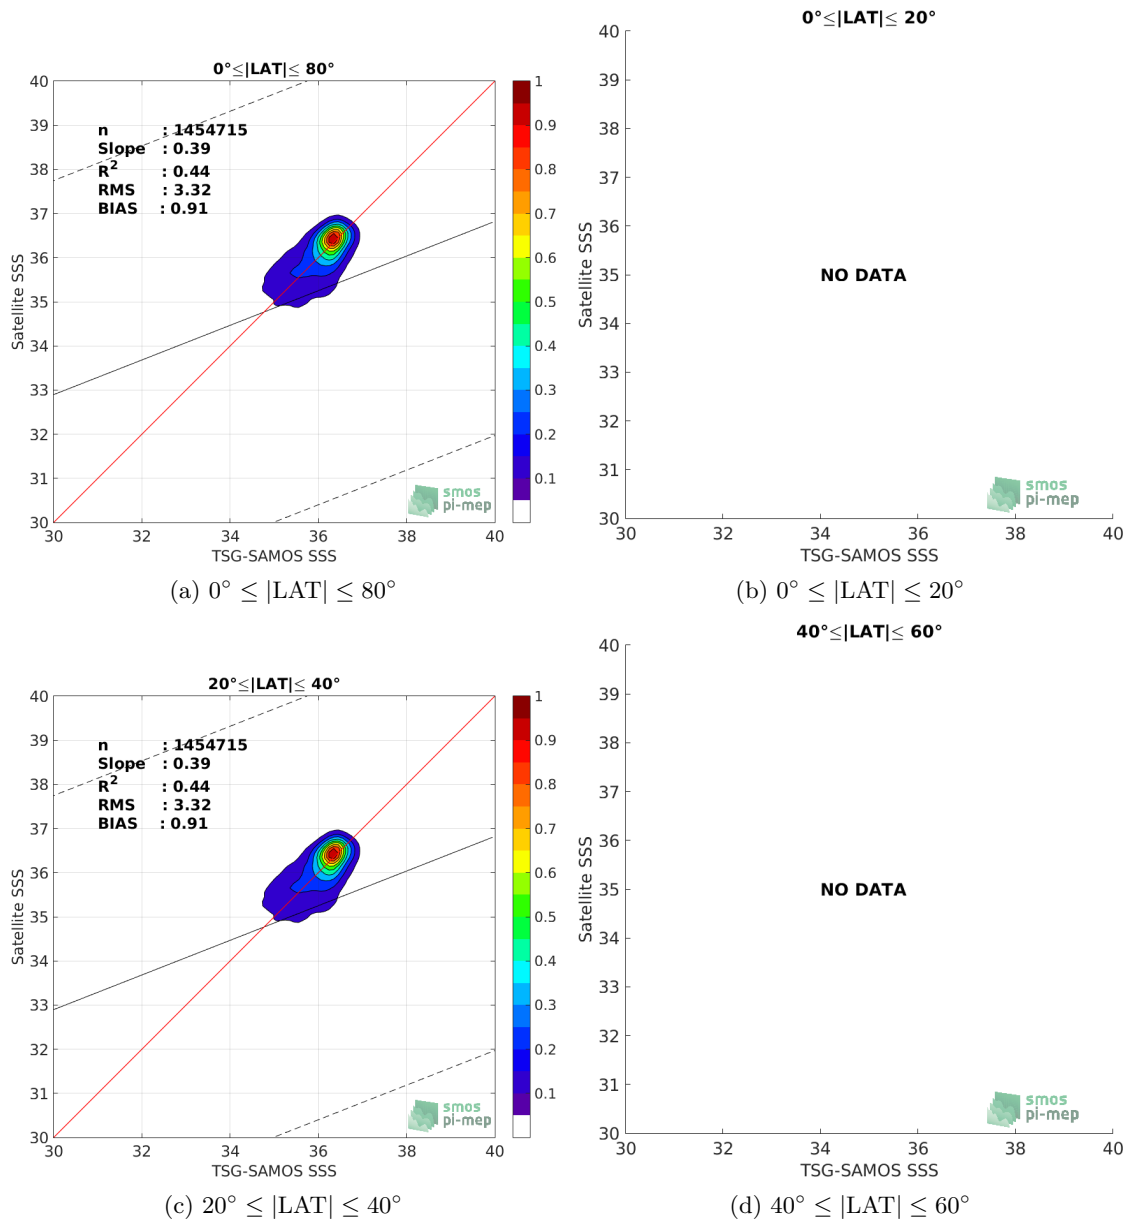 0°≤|LAT|≤ 80°
n : 1454715
Slope : 0.39
R2 : 0.44
RMS : 3.32
BIAS : 0.91
40
39
38
37
36
35
34
33
32
31
30
Satellite SSS
30 32 34 36 38 40
TSG-SAMOS SSS
1
0.9
0.8
0.7
0.6
0.5
0.4
0.3
0.2
0.1
smos
pi-mep
(a) 0° ≤ |LAT| ≤ 80°
0°≤|LAT|≤ 20°
40
39
38
37
36
35
34
33
32
31
30
Satellite SSS
NO DATA
smos
pi-mep
30 32 34 36 38 40
TSG-SAMOS SSS
(b) 0° ≤ |LAT| ≤ 20°
20°≤|LAT|≤ 40°
n : 1454715
Slope : 0.39
R2 : 0.44
RMS : 3.32
BIAS : 0.91
40
39
38
37
36
35
34
33
32
31
30
Satellite SSS
30 32 34 36 38 40
TSG-SAMOS SSS
1
0.9
0.8
0.7
0.6
0.5
0.4
0.3
0.2
0.1
smos
pi-mep
(c) 20° ≤ |LAT| ≤ 40°
40°≤|LAT|≤ 60°
40
39
38
37
36
35
34
33
32
31
30
Satellite SSS
NO DATA
smos
pi-mep
30 32 34 36 38 40
TSG-SAMOS SSS
(d) 40° ≤ |LAT| ≤ 60°